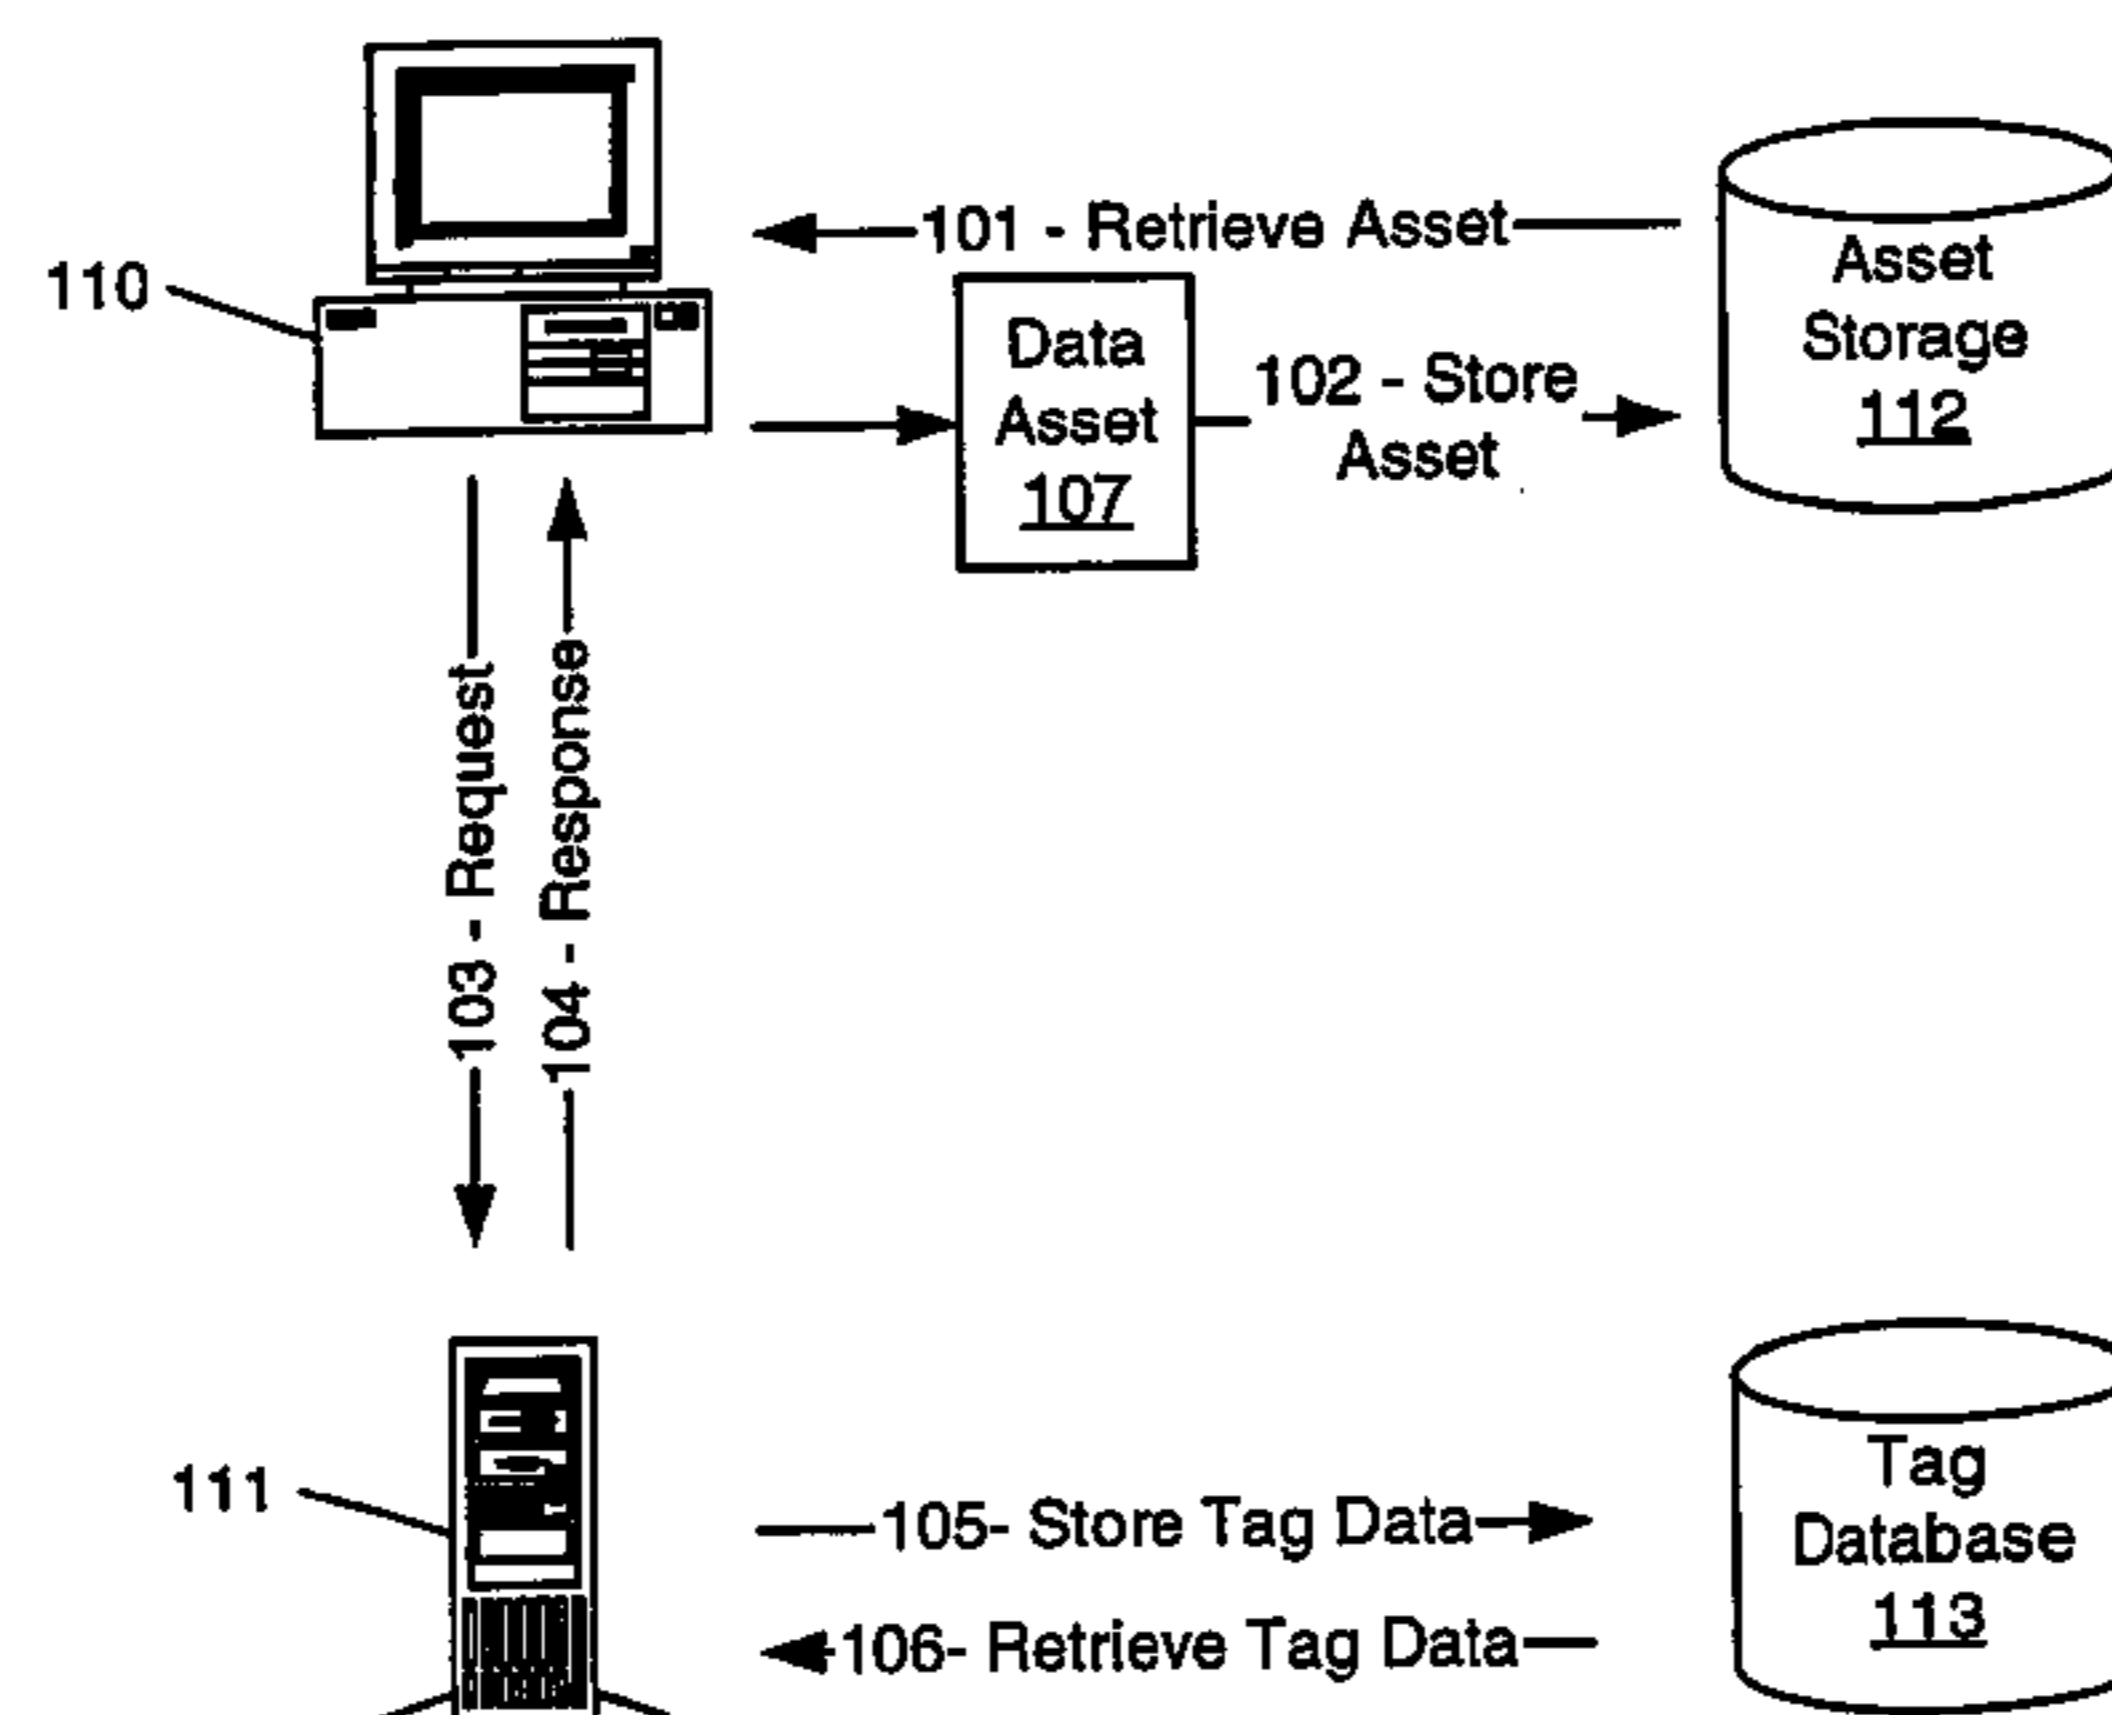 101 - Retrieve Asset
110
Data
Asset
107
102 - Store
Asset
Asset
Storage
112
103 - Request
104 - Response
111
105- Store Tag Data
106- Retrieve Tag Data
Tag
Database
113